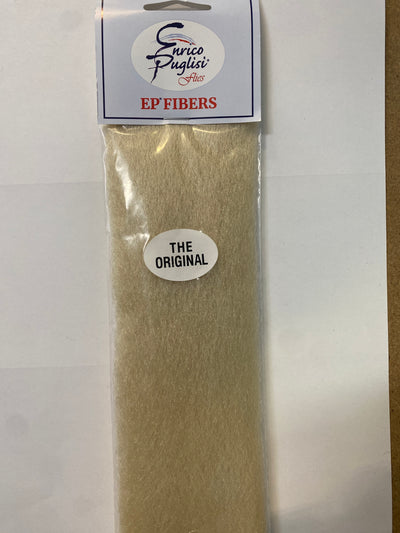 Enrico
Puglisi®
Flies
EP® FIBERS
THE
ORIGINAL